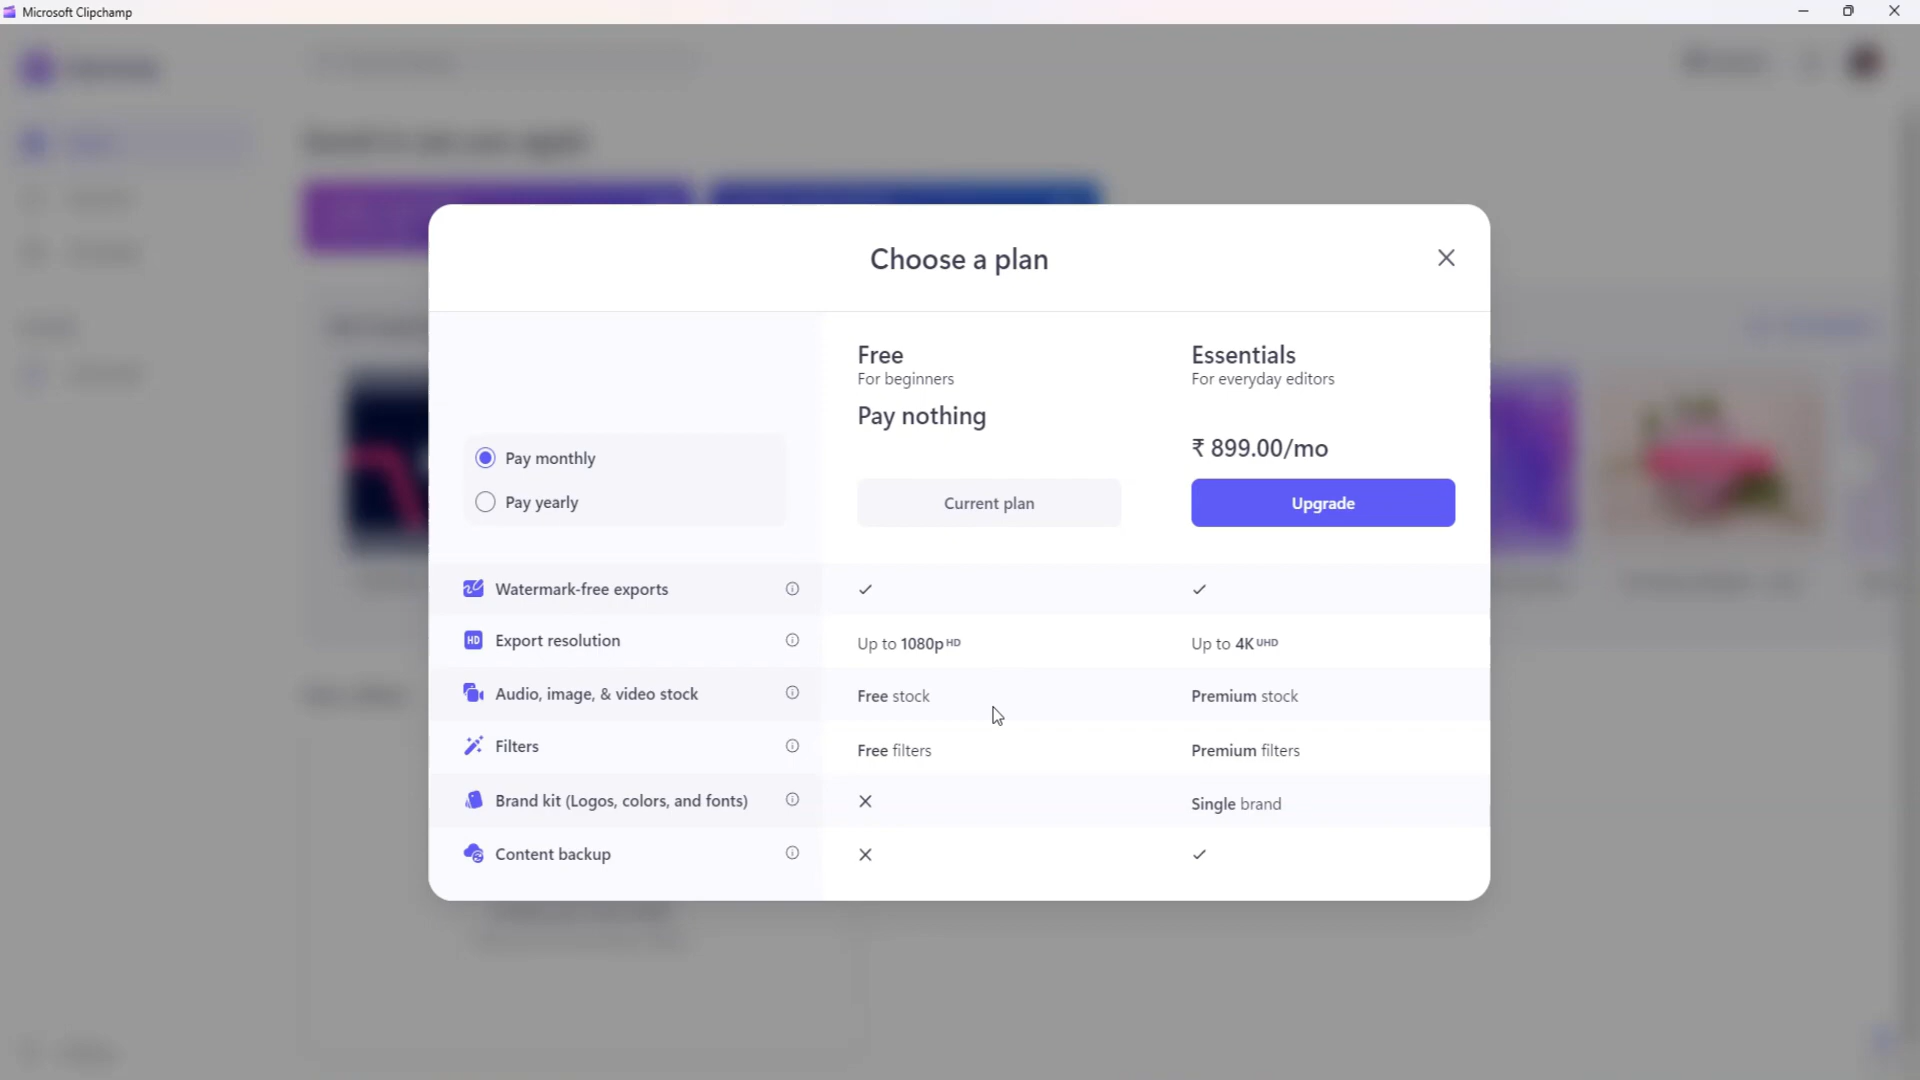 Microsoft Clipchamp
Choose a plan
Free
For beginners
Pay nothing
Essentials
For everyday editors
₹ 899.00/mo
Pay monthly
Pay yearly
Current plan
Upgrade
Watermark-free exports
Export resolution
Up to 1080p HD
Up to 4K UHD
Audio, image, & video stock
Free stock
Premium stock
Filters
Free filters
Premium filters
Brand kit (Logos, colors, and fonts)
Single brand
Content backup